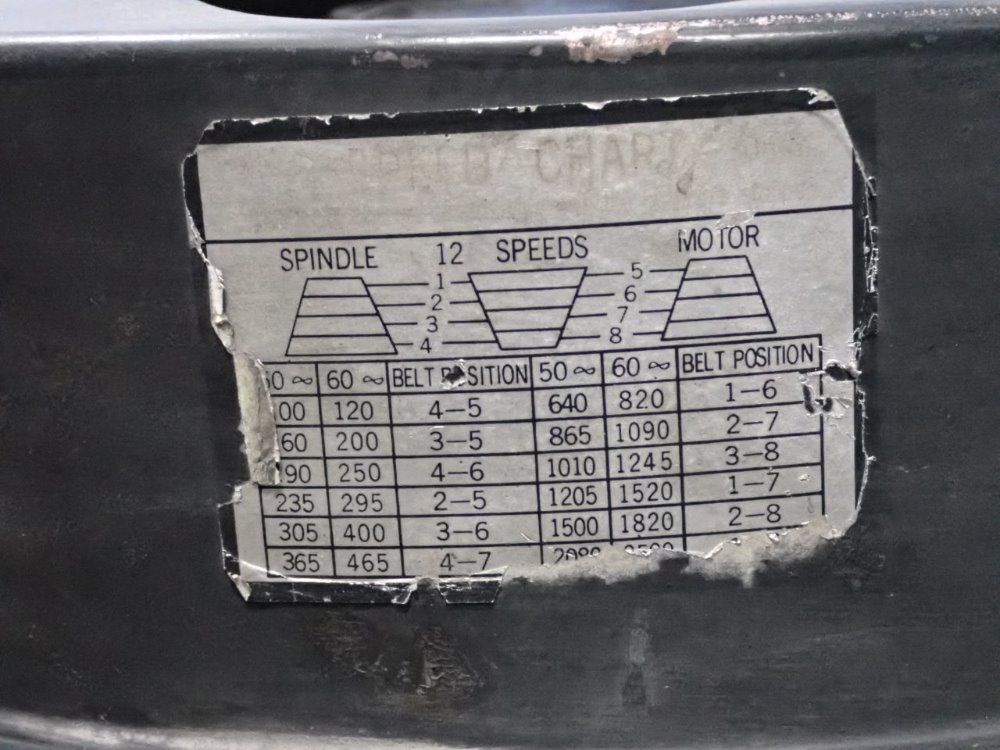 CHART
SPINDLE 12 SPEEDS MOTOR
1 5
2 6
3 7
4 8
60 ∾ BELT POSITION 50 ∾ 60 ∾ BELT POSITION
120 4—5 640 820 1—6
200 3—5 865 1090 2—7
250 4—6 1010 1245 3—8
235 295 2—5 1205 1520 1—7
305 400 3—6 1500 1820 2—8
365 465 4—7